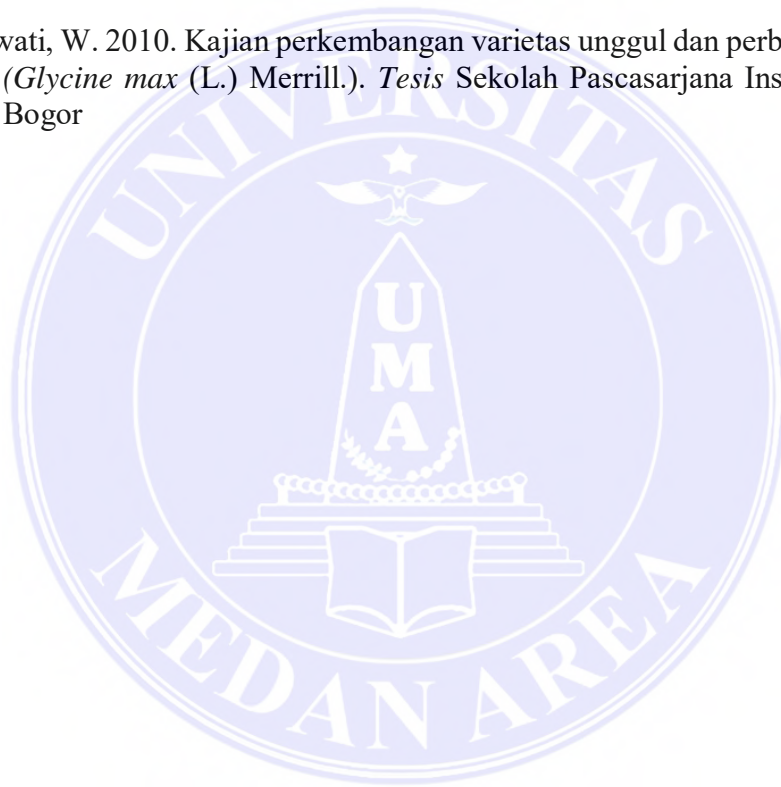 wati, W. 2010. Kajian perkembangan varietas unggul dan perb
(Glycine max (L.) Merrill.). Tesis Sekolah Pascasarjana Ins
Bogor
UNIVERSITAS
U
M
A
MEDAN AREA